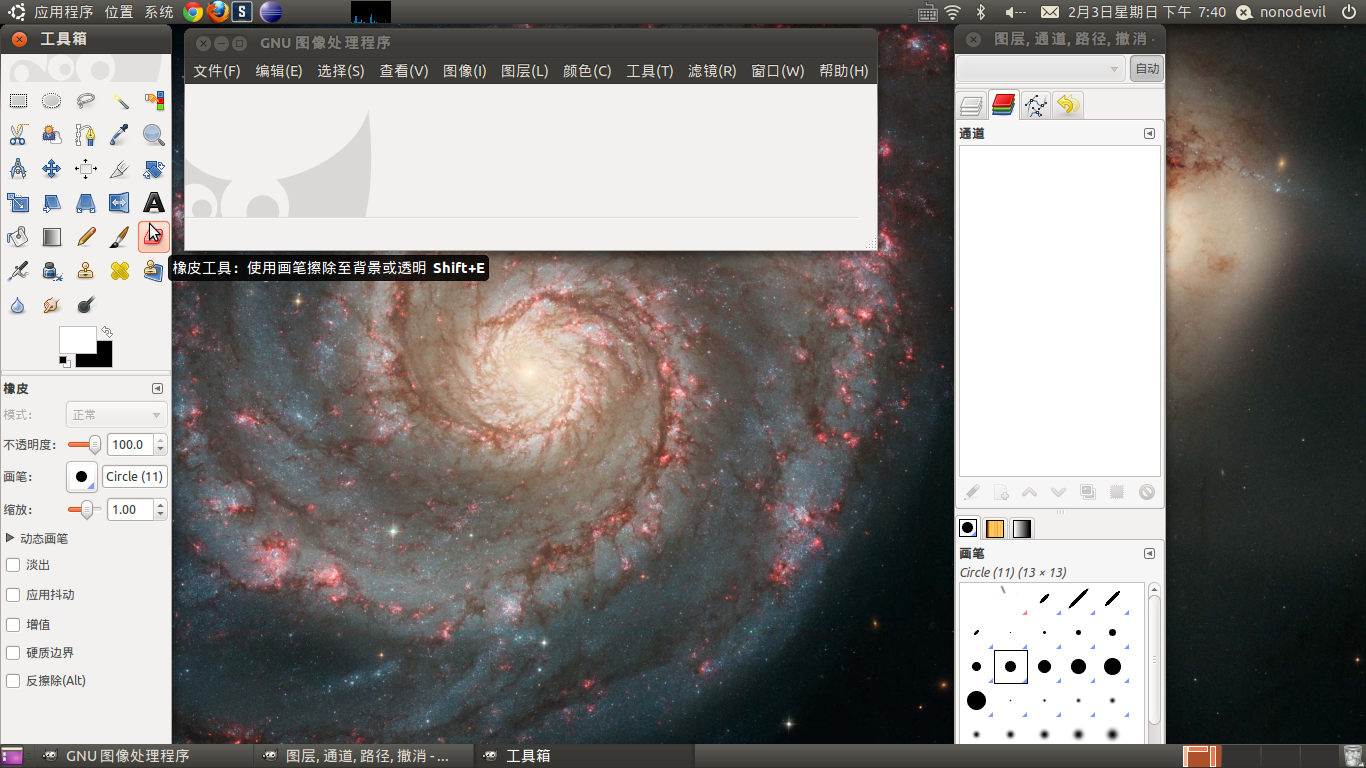 应用程序 位置 系统
2月3日星期日 下午 7:40
nonodevil
工具箱
GNU 图像处理程序
文件(F) 编辑(E) 选择(S) 查看(V) 图像(I) 图层(L) 颜色(C) 工具(T) 滤镜(R) 窗口(W) 帮助(H)
橡皮工具：使用画笔擦除至背景或透明 Shift+E
橡皮
模式：
正常
不透明度：
100.0
画笔：
Circle (11)
缩放：
1.00
动态画笔
淡出
应用抖动
增值
硬质边界
反擦除(Alt)
图层, 通道, 路径, 撤消 -
自动
通道
画笔
Circle (11) (13 × 13)
GNU 图像处理程序
图层, 通道, 路径, 撤消 - ...
工具箱